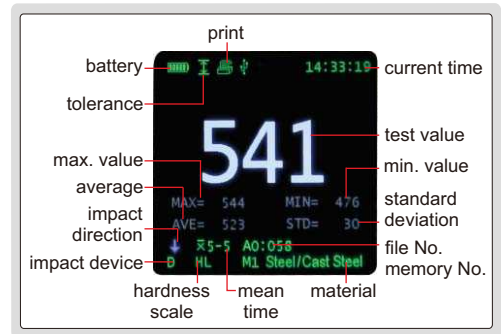 print
battery
14:33:19
current time
tolerance
541
test value
max. value
min. value
MAX= 544 MIN= 476
average
standard
deviation
AVE= 523 STD= 30
impact
direction
x̅5-5 A0:058
file No.
memory No.
impact device
D HL M1 Steel/Cast Steel
hardness
scale
mean
time
material